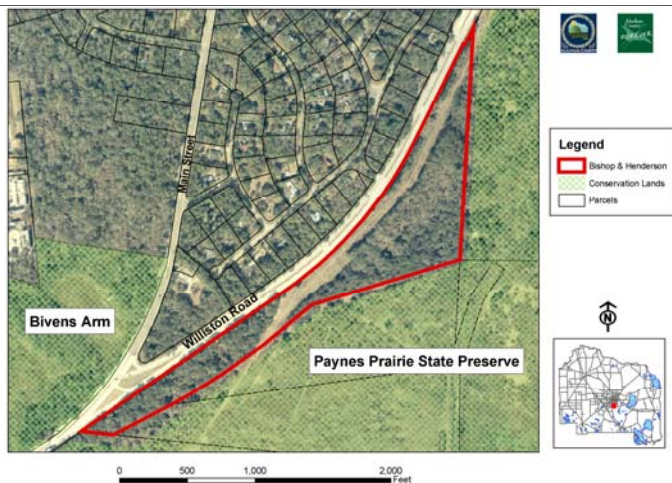 Main Street
Williston Road
Bivens Arm
Paynes Prairie State Preserve
Legend
Bishop & Henderson
Conservation Lands
Parcels
N
0 500 1,000 2,000
Feet